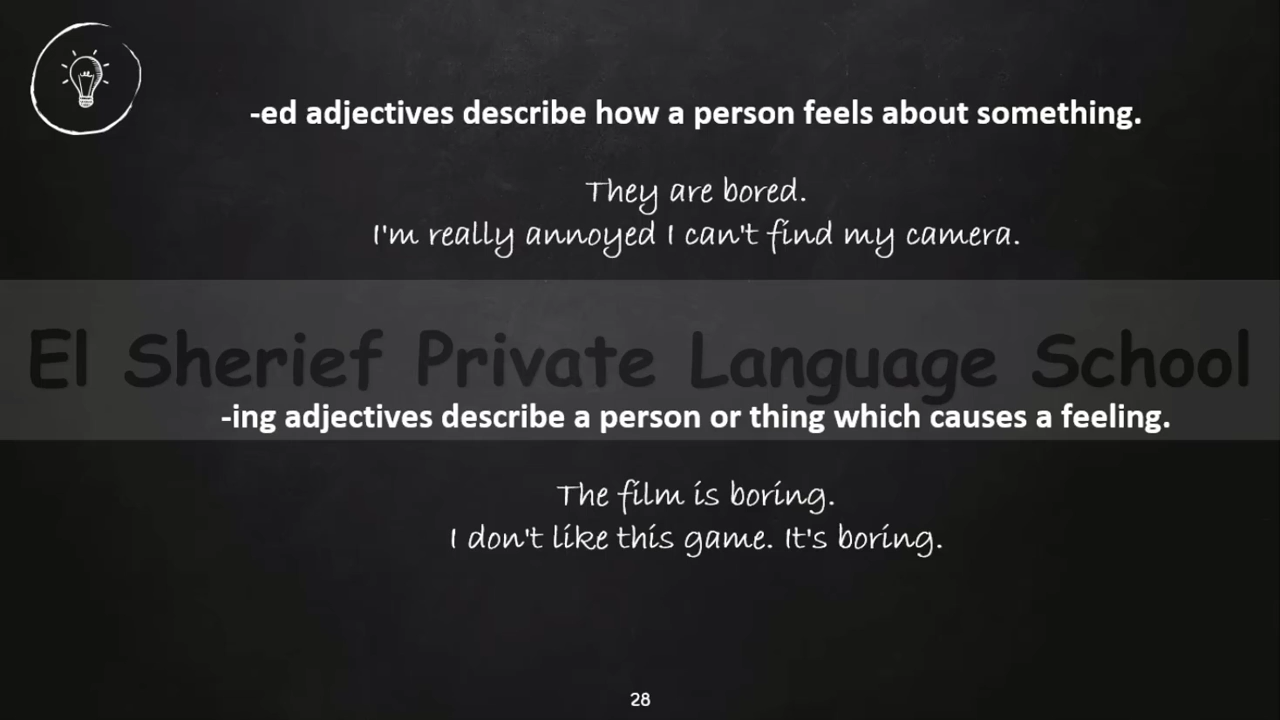 -ed adjectives describe how a person feels about something.
They are bored.
I'm really annoyed I can't find my camera.
El Sherief Private Language School
-ing adjectives describe a person or thing which causes a feeling.
The film is boring.
I don't like this game. It's boring.
28